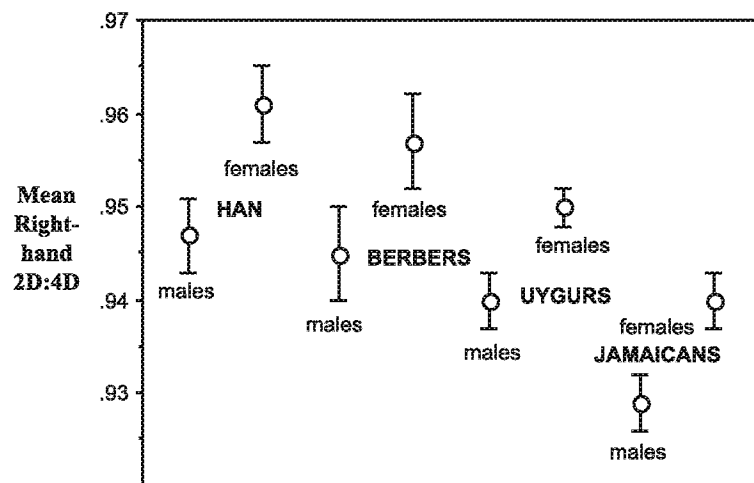 .97
.96
.95
.94
.93
Mean
Right-
hand
2D:4D
females
HAN
males
females
BERBERS
males
females
UYGURS
males
females
JAMAICANS
males